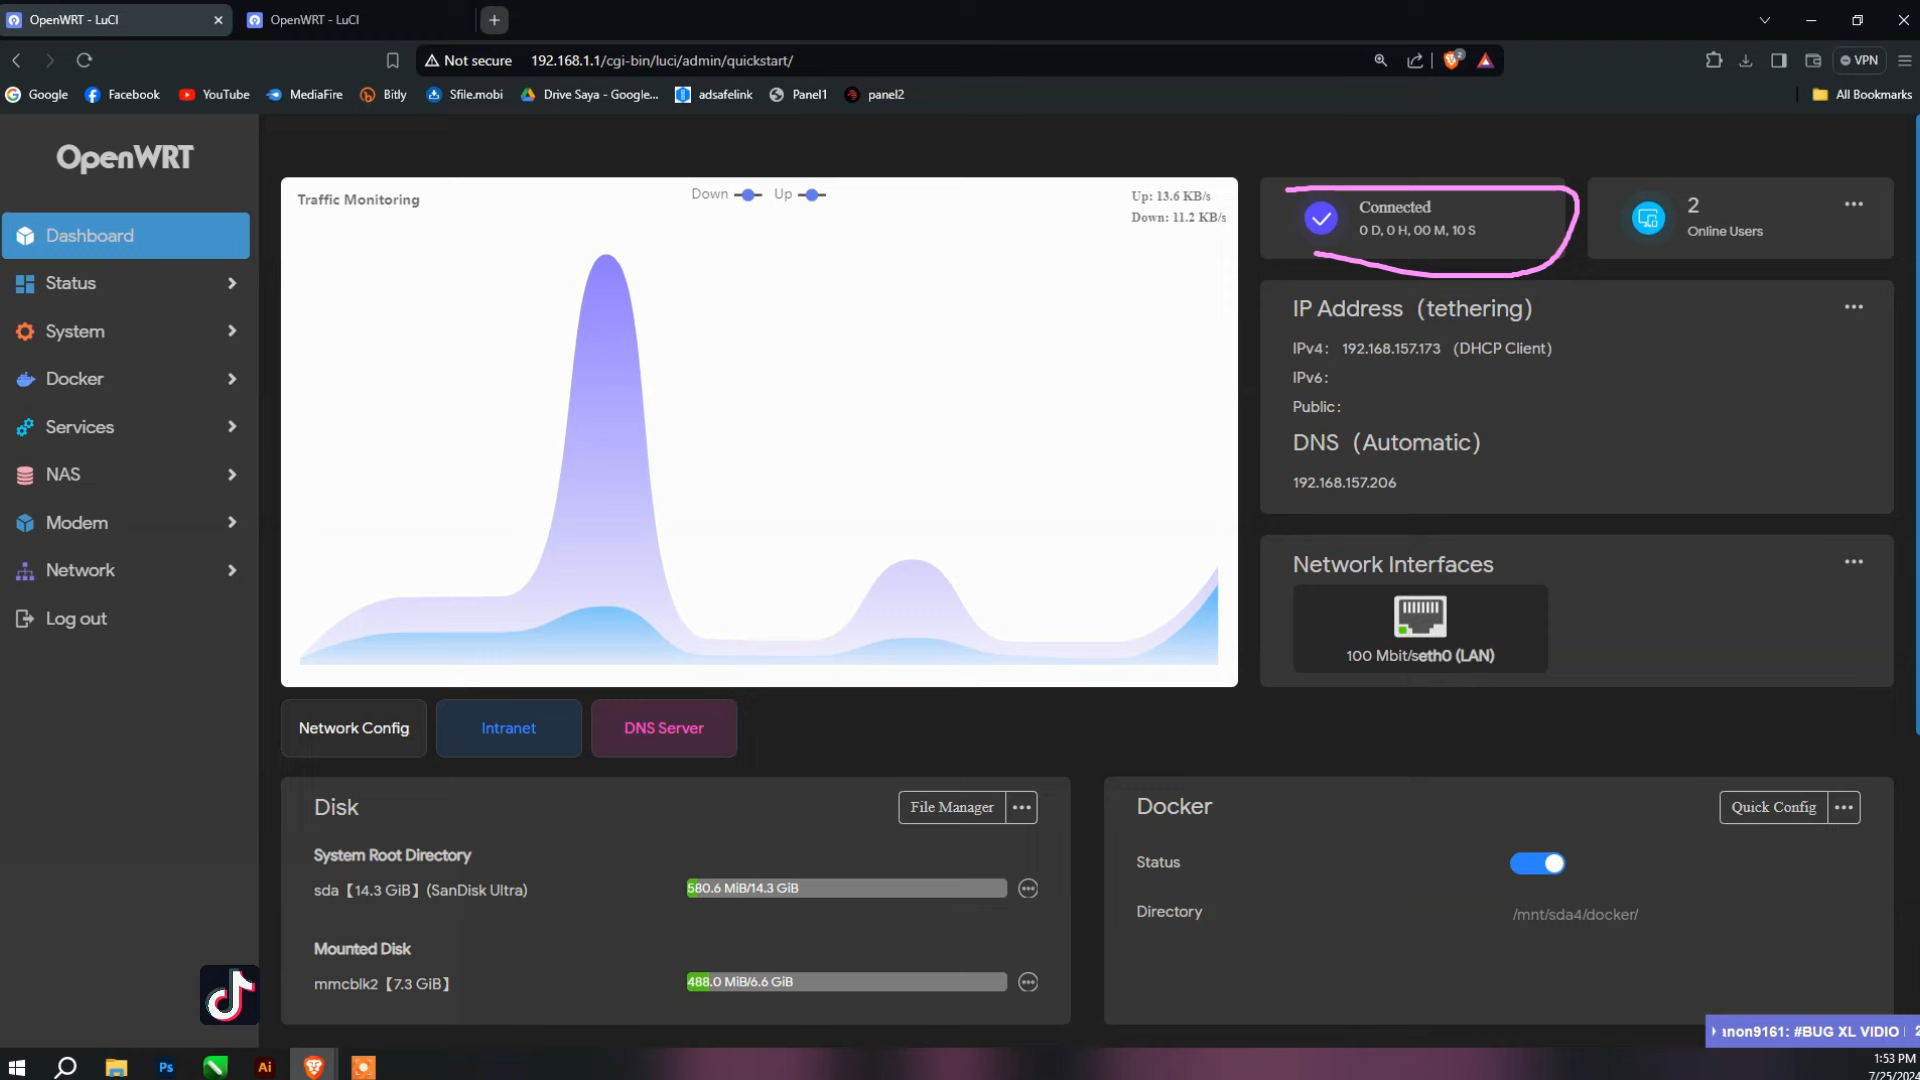 OpenWRT - LuCI
OpenWRT - LuCI
Not secure 192.168.1.1/cgi-bin/luci/admin/quickstart/
2
VPN
Google Facebook YouTube MediaFire Bitly Sfile.mobi Drive Saya - Google... adsafelink Panel1 panel2 All Bookmarks
OpenWRT
Dashboard
Status
System
Docker
Services
NAS
Modem
Network
Log out
Traffic Monitoring
Down Up
Up: 13.6 KB/s
Down: 11.2 KB/s
Connected
0 D, 0 H, 00 M, 10 S
2
Online Users
IP Address (tethering)
IPv4: 192.168.157.173 (DHCP Client)
IPv6:
Public:
DNS (Automatic)
192.168.157.206
Network Interfaces
100 Mbit/seth0 (LAN)
Network Config
Intranet
DNS Server
Disk
File Manager
System Root Directory
sda【14.3 GiB】(SanDisk Ultra)
580.6 MiB/14.3 GiB
Mounted Disk
mmcblk2【7.3 GiB】
488.0 MiB/6.6 GiB
Docker
Quick Config
Status
Directory
/mnt/sda4/docker/
anon9161: #BUG XL VIDIO
Ps
Ai
1:53 PM
7/25/2024